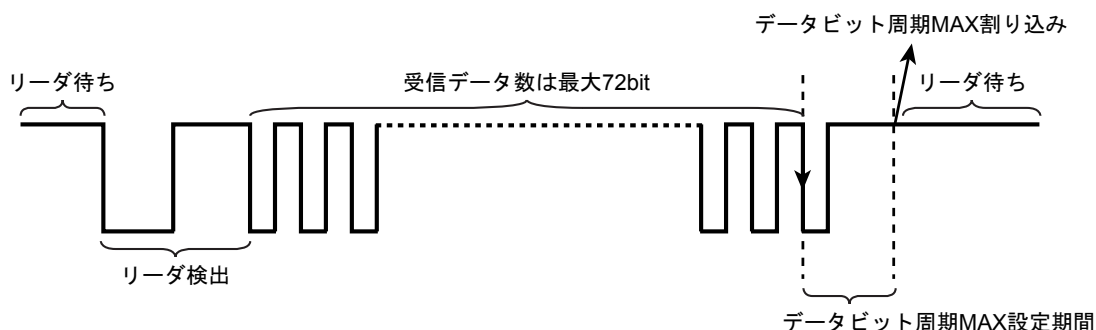 データビット周期MAX割り込み
リーダ待ち
受信データ数は最大72bit
リーダ待ち
リーダ検出
データビット周期MAX設定期間